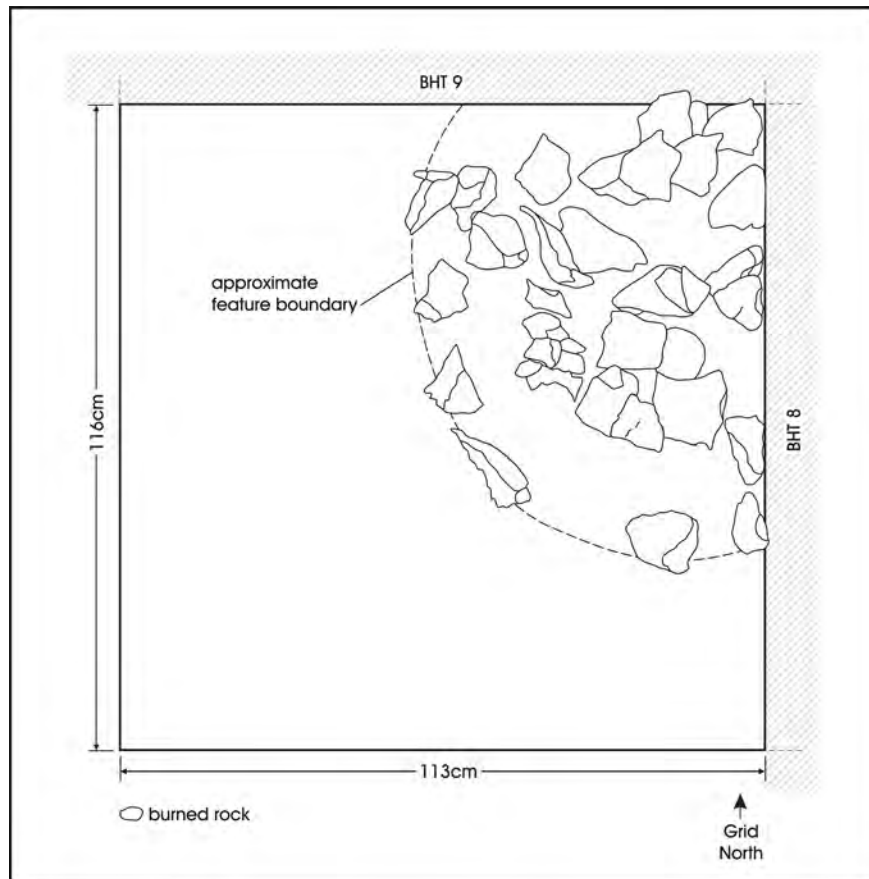 BHT 9
approximate
feature boundary
116cm
BHT 8
113cm
burned rock
Grid
North